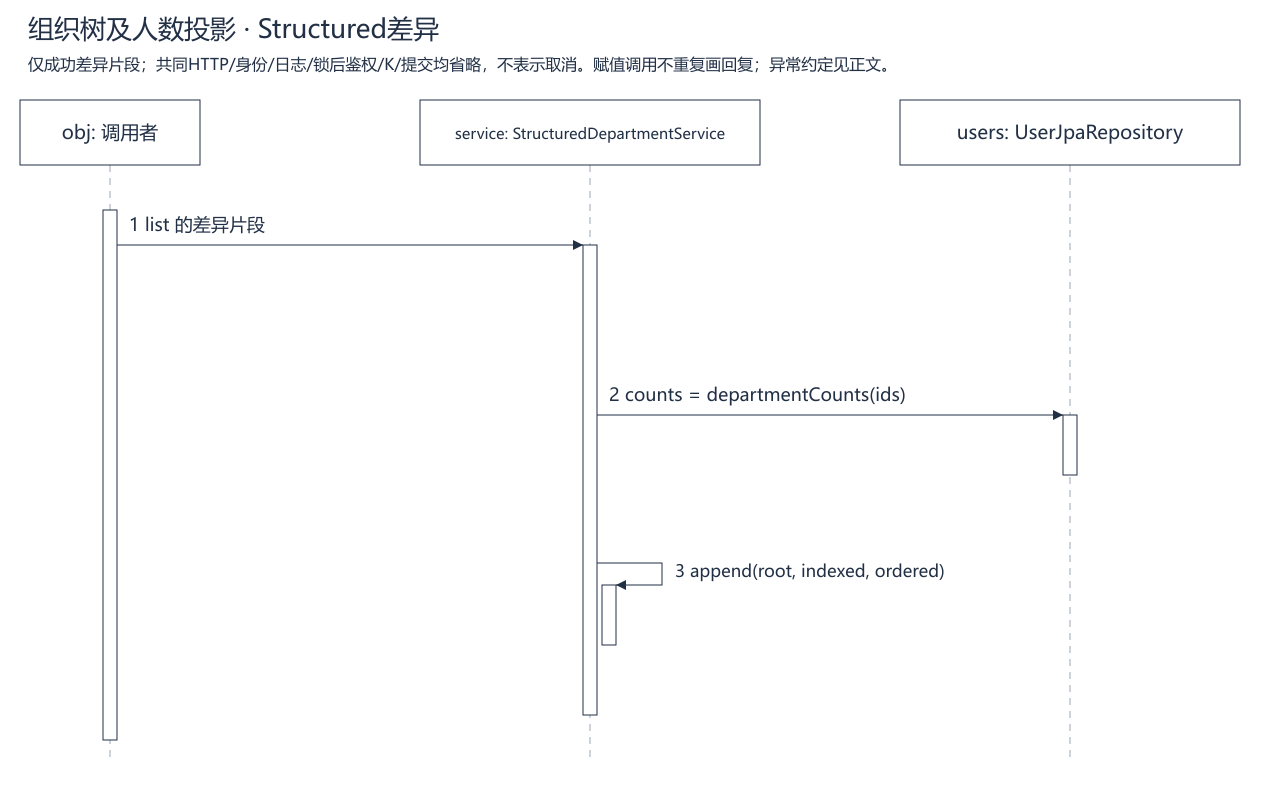 组织树及人数投影 · Structured差异
仅成功差异片段；共同HTTP/身份/日志/锁后鉴权/K/提交均省略，不表示取消。赋值调用不重复画回复；异常约定见正文。
obj: 调用者
service: StructuredDepartmentService
users: UserJpaRepository
1 list 的差异片段
2 counts = departmentCounts(ids)
3 append(root, indexed, ordered)